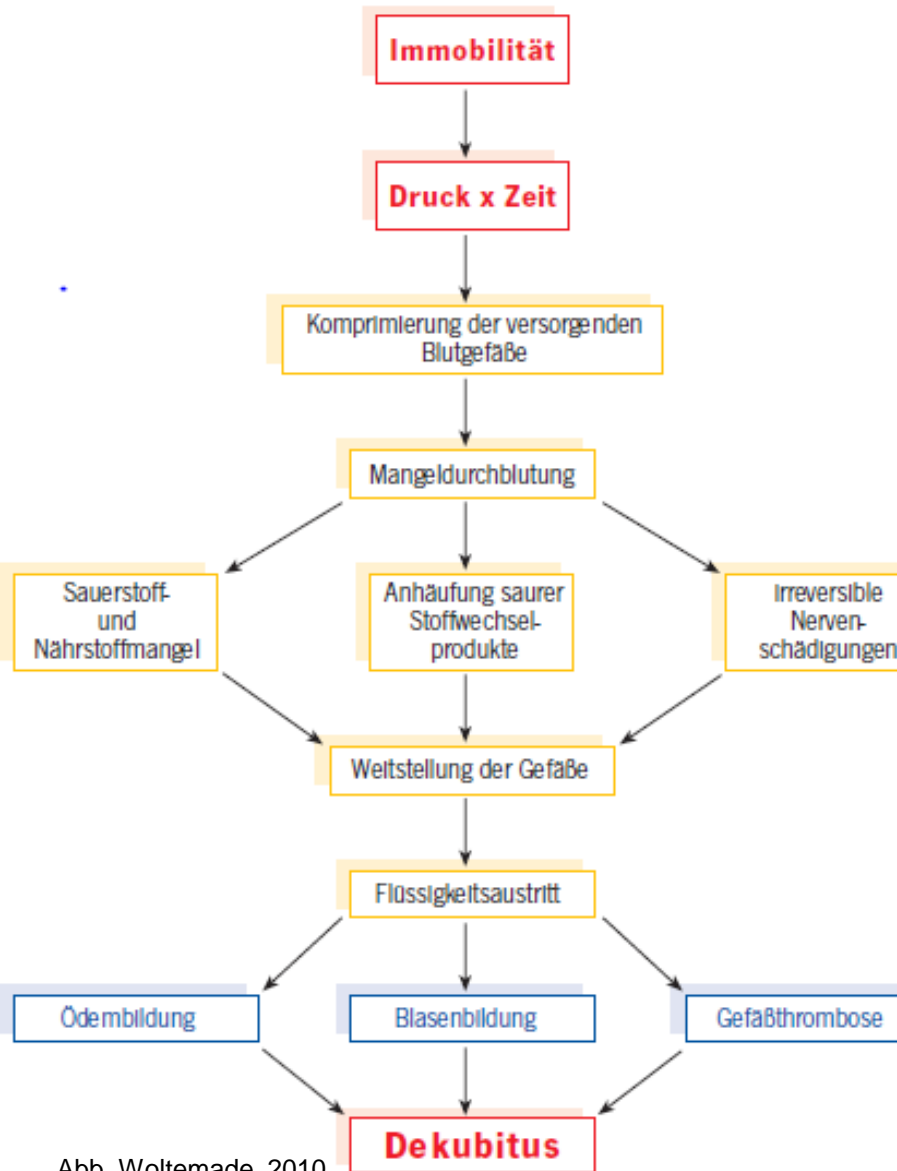 Immobilität
Druck x Zeit
Komprimierung der versorgenden
Blutgefäße
Mangeldurchblutung
Sauerstoff-
und
Nährstoffmangel
Anhäufung saurer
Stoffwechsel-
produkte
Irreversible
Nerven-
schädigungen
Weitstellung der Gefäße
Flüssigkeitsaustritt
Ödembildung
Blasenbildung
Gefäßthrombose
Dekubitus
Abb. Woltemade, 2010